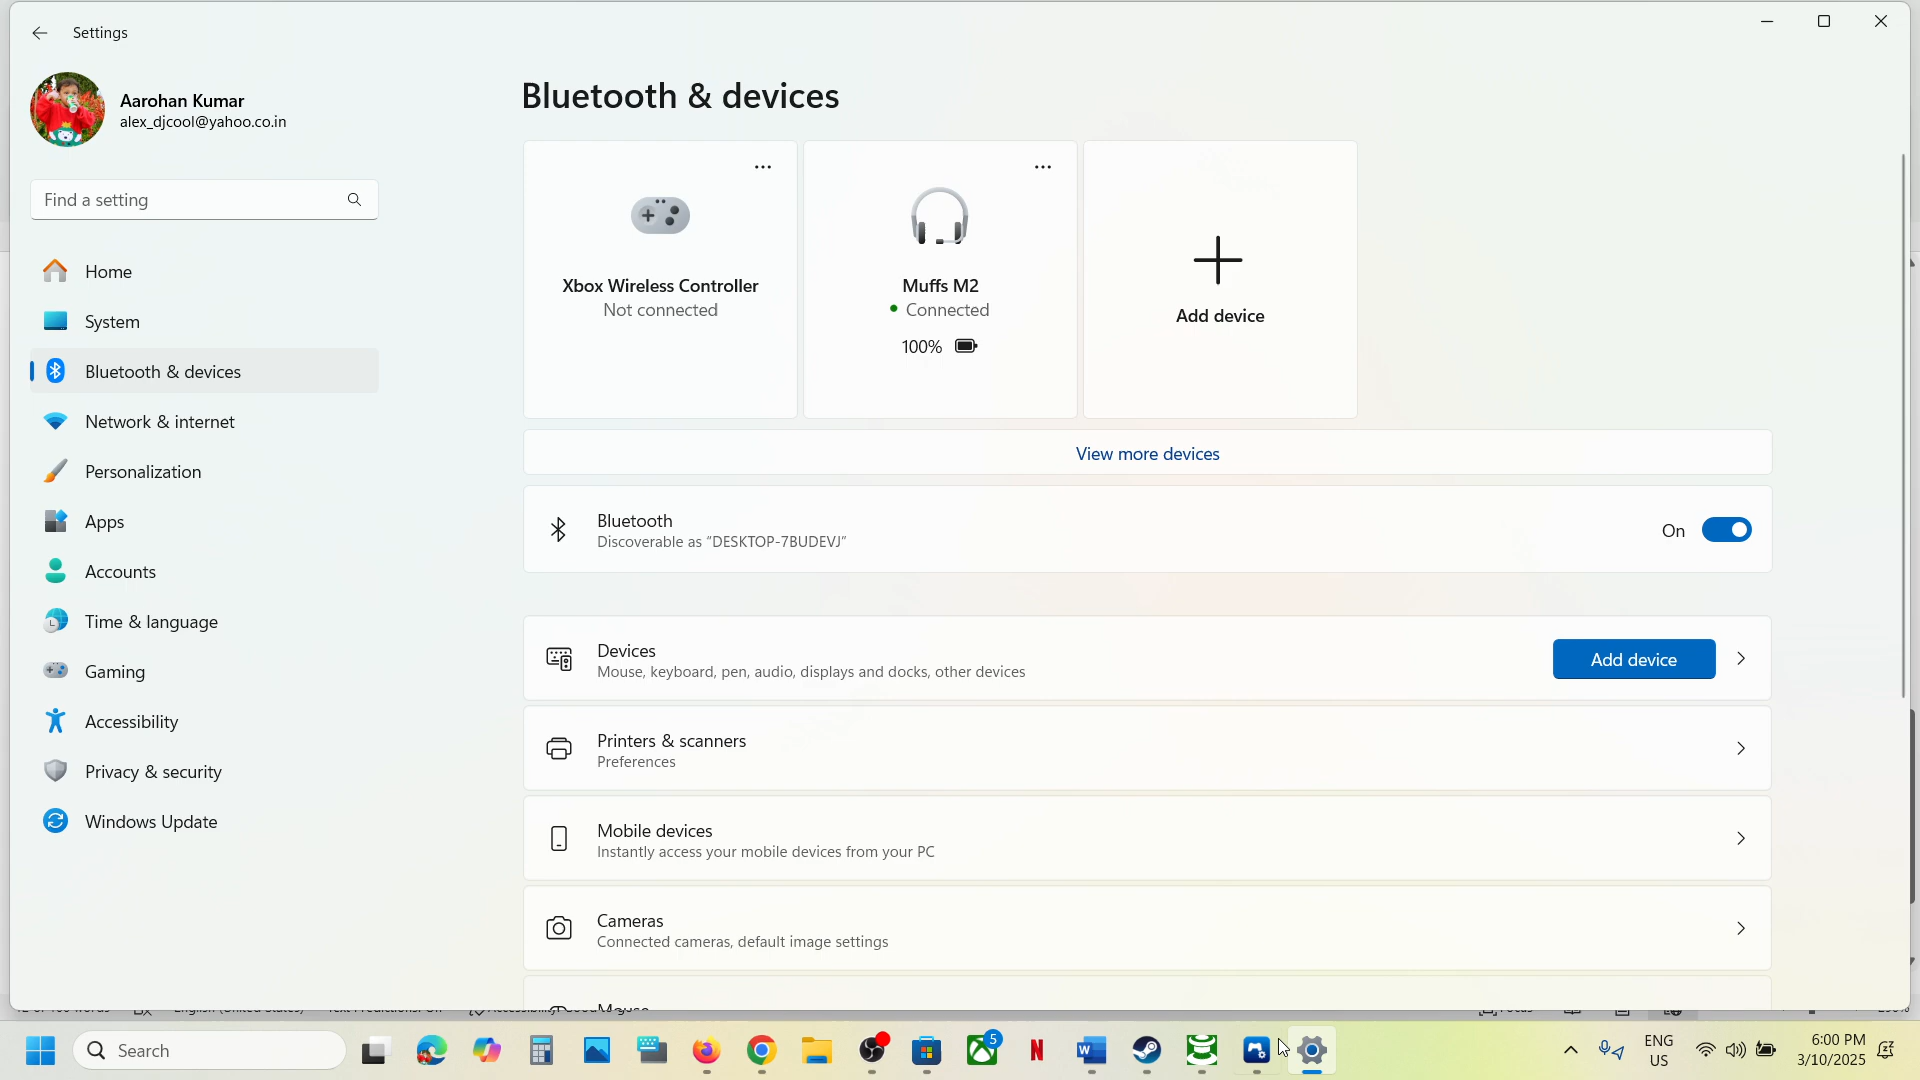 Settings
Aarohan Kumar
alex_djcool@yahoo.co.in
Find a setting
Home
System
Bluetooth & devices
Network & internet
Personalization
Apps
Accounts
Time & language
Gaming
Accessibility
Privacy & security
Windows Update
Bluetooth & devices
Xbox Wireless Controller
Not connected
Muffs M2
Connected
100%
Add device
View more devices
Bluetooth
Discoverable as “DESKTOP-7BUDEVJ”
On
Devices
Mouse, keyboard, pen, audio, displays and docks, other devices
Add device
Printers & scanners
Preferences
Mobile devices
Instantly access your mobile devices from your PC
Cameras
Connected cameras, default image settings
Mouse
Search
5
N
ENG
US
6:00 PM
3/10/2025